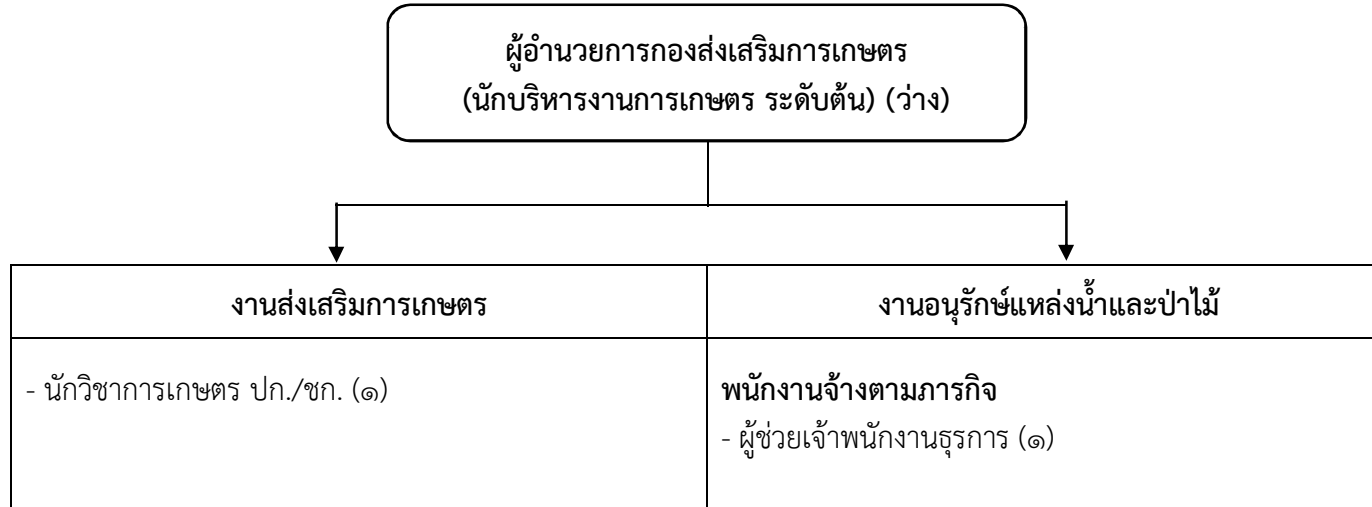 ผู้อำนวยการกองส่งเสริมการเกษตร
(นักบริหารงานการเกษตร ระดับต้น) (ว่าง)
งานส่งเสริมการเกษตร
งานอนุรักษ์แหล่งน้ำและป่าไม้
- นักวิชาการเกษตร ปก./ชก. (๑)
พนักงานจ้างตามภารกิจ
- ผู้ช่วยเจ้าพนักงานธุรการ (๑)